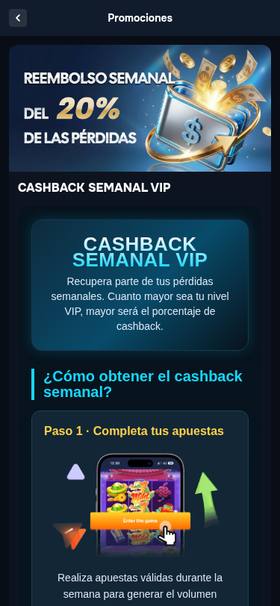 Promociones
REEMBOLSO SEMANAL
DEL 20%
DE LAS PÉRDIDAS
CASHBACK SEMANAL VIP
CASHBACK
SEMANAL VIP
Recupera parte de tus pérdidas
semanales. Cuanto mayor sea tu nivel
VIP, mayor será el porcentaje de
cashback.
¿Cómo obtener el cashback
semanal?
Paso 1 · Completa tus apuestas
Enter the game
Realiza apuestas válidas durante la
semana para generar el volumen